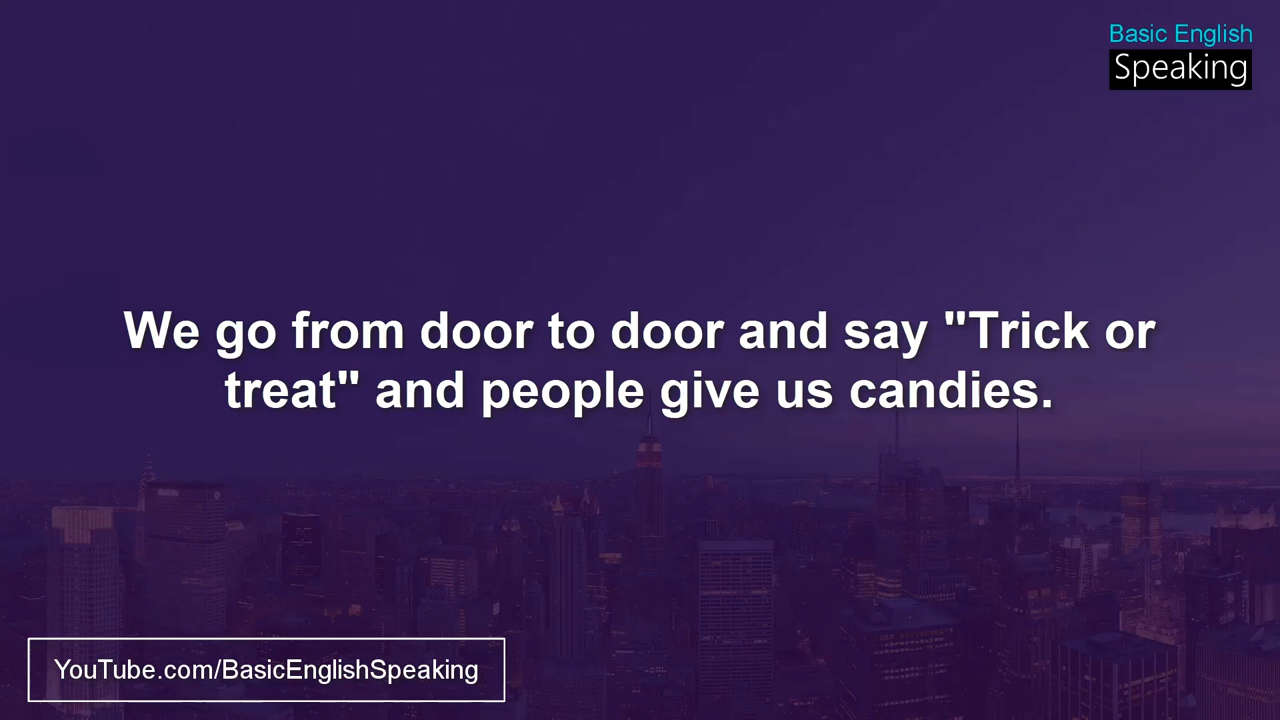 Basic English
Speaking
We go from door to door and say "Trick or
treat" and people give us candies.
YouTube.com/BasicEnglishSpeaking